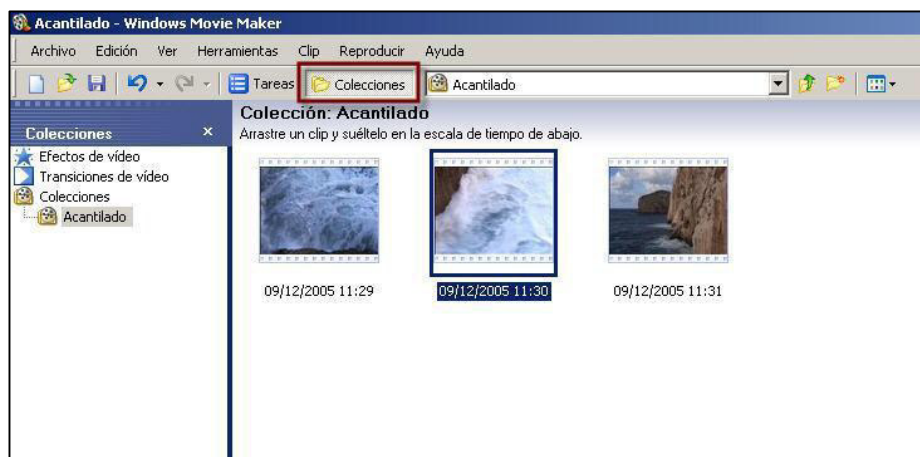 Acantilado - Windows Movie Maker
Archivo Edición Ver Herramientas Clip Reproducir Ayuda
Tareas Colecciones Acantilado
Colecciones
Efectos de vídeo
Transiciones de vídeo
Colecciones
Acantilado
Colección: Acantilado
Arrastre un clip y suéltelo en la escala de tiempo de abajo.
09/12/2005 11:29 09/12/2005 11:30 09/12/2005 11:31